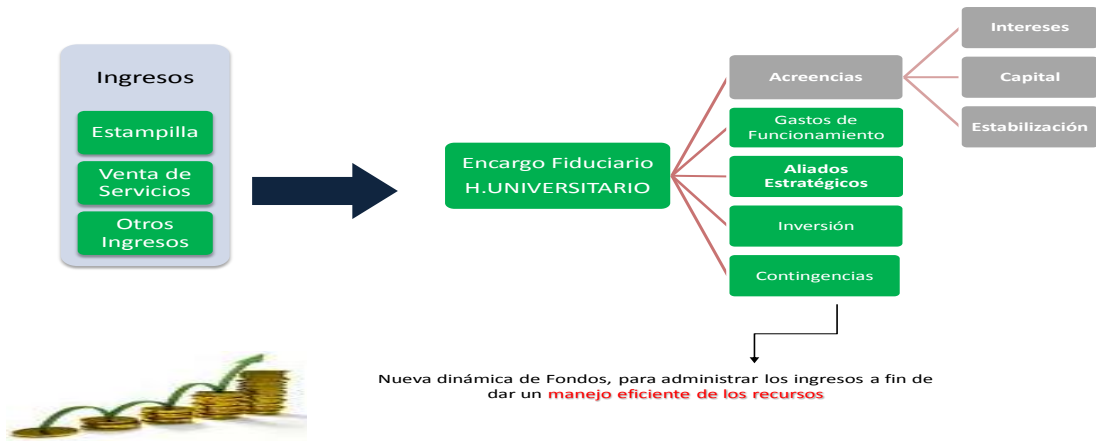 Ingresos
Estampilla
Venta de
Servicios
Otros
Ingresos
Encargo Fiduciario
H.UNIVERSITARIO
Acreencias
Gastos de
Funcionamiento
Aliados
Estratégicos
Inversión
Contingencias
Intereses
Capital
Estabilización
Nueva dinámica de Fondos, para administrar los ingresos a fin de
dar un manejo eficiente de los recursos